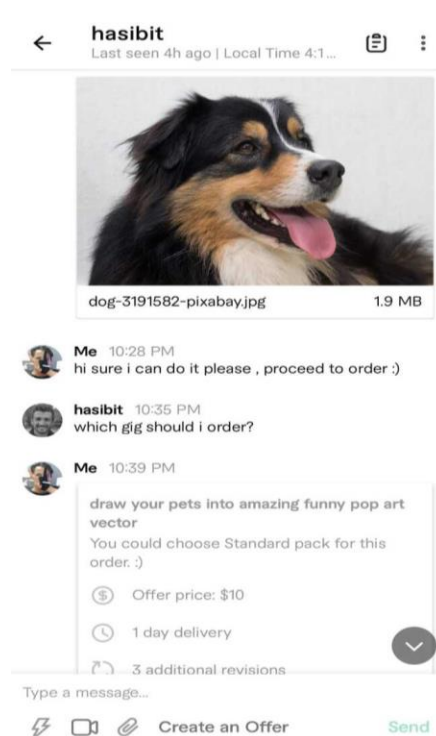 hasibit
Last seen 4h ago | Local Time 4:1...
dog-3191582-pixabay.jpg 1.9 MB
Me 10:28 PM
hi sure i can do it please , proceed to order :)
hasibit 10:35 PM
which gig should i order?
Me 10:39 PM
draw your pets into amazing funny pop art
vector
You could choose Standard pack for this
order. :)
Offer price: $10
1 day delivery
3 additional revisions
Type a message...
Create an Offer Send